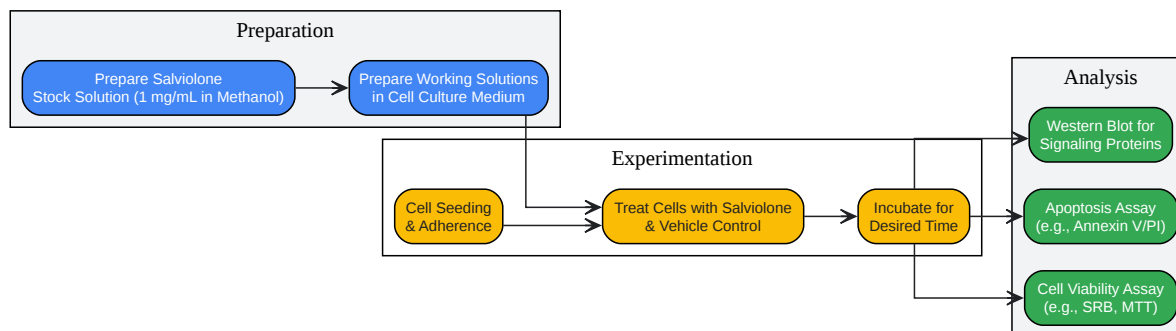 Preparation
Prepare Salviolone
Stock Solution (1 mg/mL in Methanol)
Prepare Working Solutions
in Cell Culture Medium
Experimentation
Cell Seeding
& Adherence
Treat Cells with Salviolone
& Vehicle Control
Incubate for
Desired Time
Analysis
Western Blot for
Signaling Proteins
Apoptosis Assay
(e.g., Annexin V/PI)
Cell Viability Assay
(e.g., SRB, MTT)